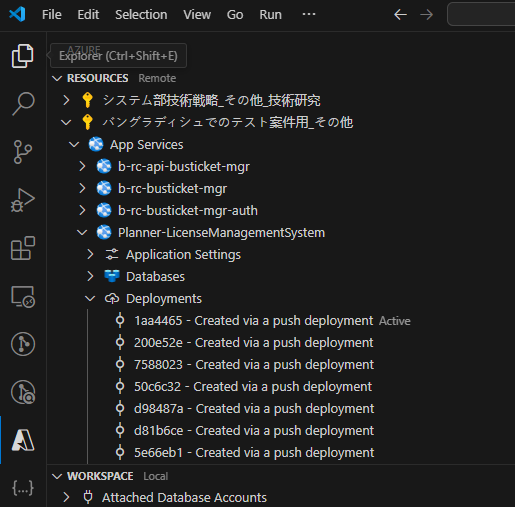 File Edit Selection View Go Run ···
AZURE
Explorer (Ctrl+Shift+E)
RESOURCES Remote
システム部技術戦略_その他_技術研究
バングラディシュでのテスト案件用_その他
App Services
b-rc-api-busticket-mgr
b-rc-busticket-mgr
b-rc-busticket-mgr-auth
Planner-LicenseManagementSystem
Application Settings
Databases
Deployments
1aa4465 - Created via a push deployment Active
200e52e - Created via a push deployment
7588023 - Created via a push deployment
50c6c32 - Created via a push deployment
d98487a - Created via a push deployment
d81b6ce - Created via a push deployment
5e66eb1 - Created via a push deployment
WORKSPACE Local
Attached Database Accounts